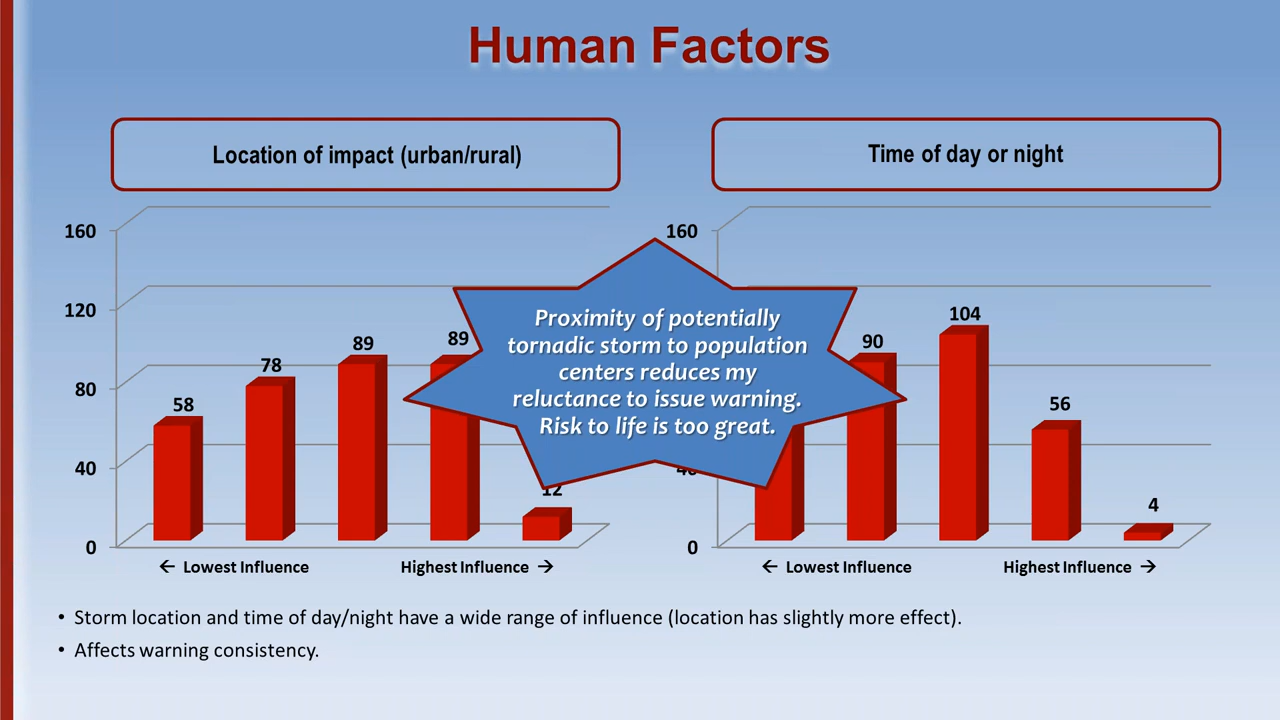 Human Factors
Location of impact (urban/rural)
Time of day or night
160
120
80
40
0
58
78
89
89
12
← Lowest Influence
Highest Influence →
160
0
90
104
56
4
← Lowest Influence
Highest Influence →
Proximity of potentially
tornadic storm to population
centers reduces my
reluctance to issue warning.
Risk to life is too great.
• Storm location and time of day/night have a wide range of influence (location has slightly more effect).
• Affects warning consistency.